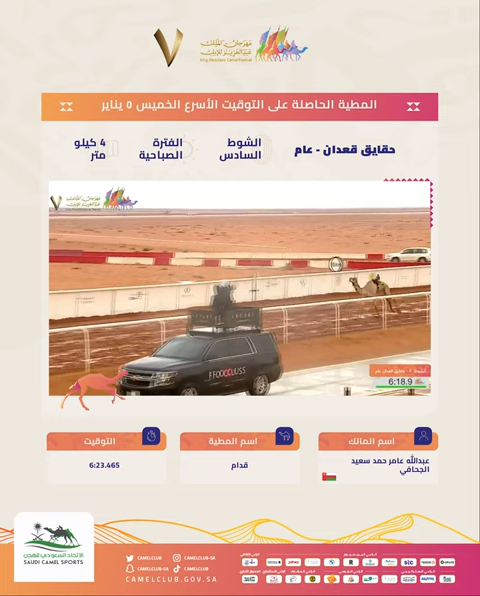 مهرجان الملك
عبدالعزيز للإبل
King Abdulaziz Camel Festival
المطية الحاصلة على التوقيت الأسرع الخميس ٥ يناير
حقايق قعدان - عام
الشوط السادس
الفترة الصباحية
4 كيلو متر
6:18.9
اسم المالك
عبدالله عامر حمد سعيد
الجحافي
اسم المطية
قدام
التوقيت
6:23.465
الاتحاد السعودي للهجن
SAUDI CAMEL SPORTS
CAMELCLUB
CAMELCLUB-SA
CAMELCLUB-SA
CAMELCLUB
CAMELCLUB.GOV.SA